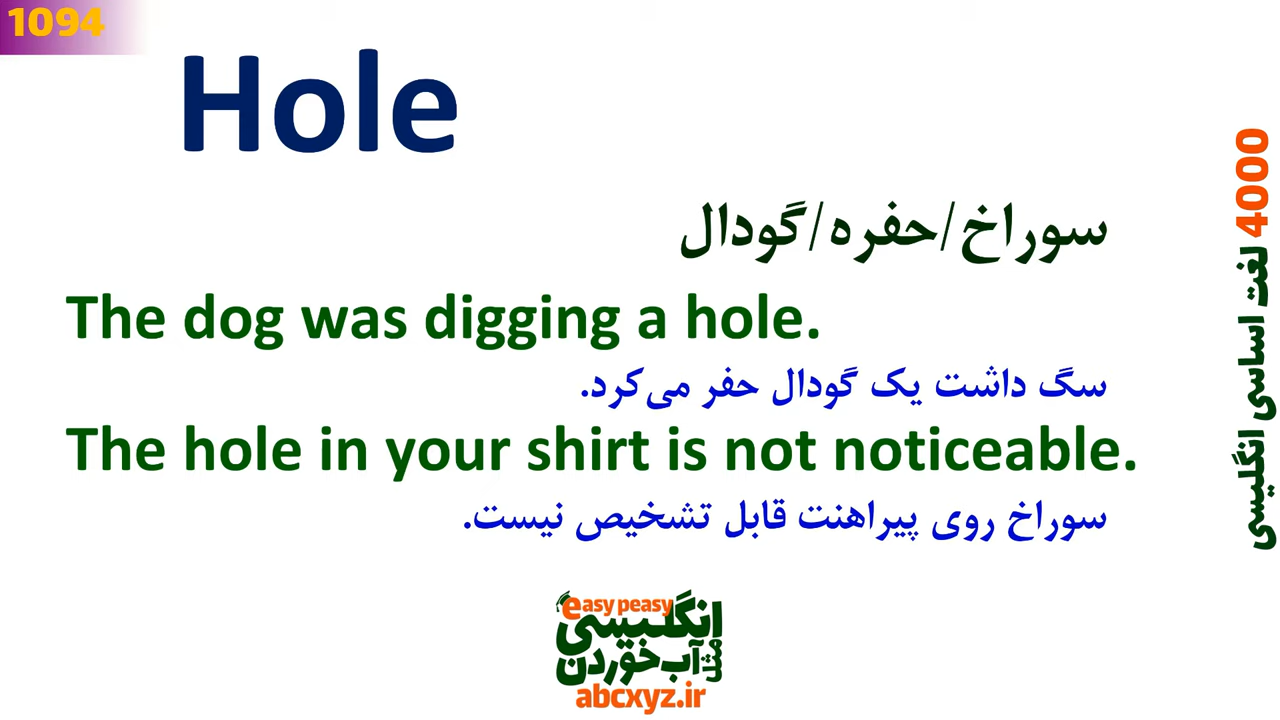 1094
Hole
سوراخ/حفره/گودال
The dog was digging a hole.
سگ داشت یک گودال حفر می‌کرد.
The hole in your shirt is not noticeable.
سوراخ روی پیراهنت قابل تشخیص نیست.
4000 لغت اساسی انگلیسی
easy peasy
انگلیسی
مثل آب خوردن
abcxyz.ir